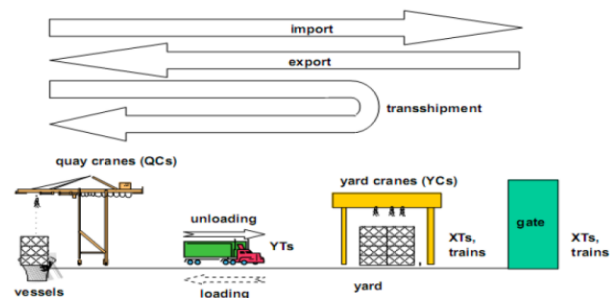 import
export
transshipment
quay cranes (QCs)
yard cranes (YCs)
unloading
YTs
XTs,
trains
gate
XTs,
trains
vessels
loading
yard